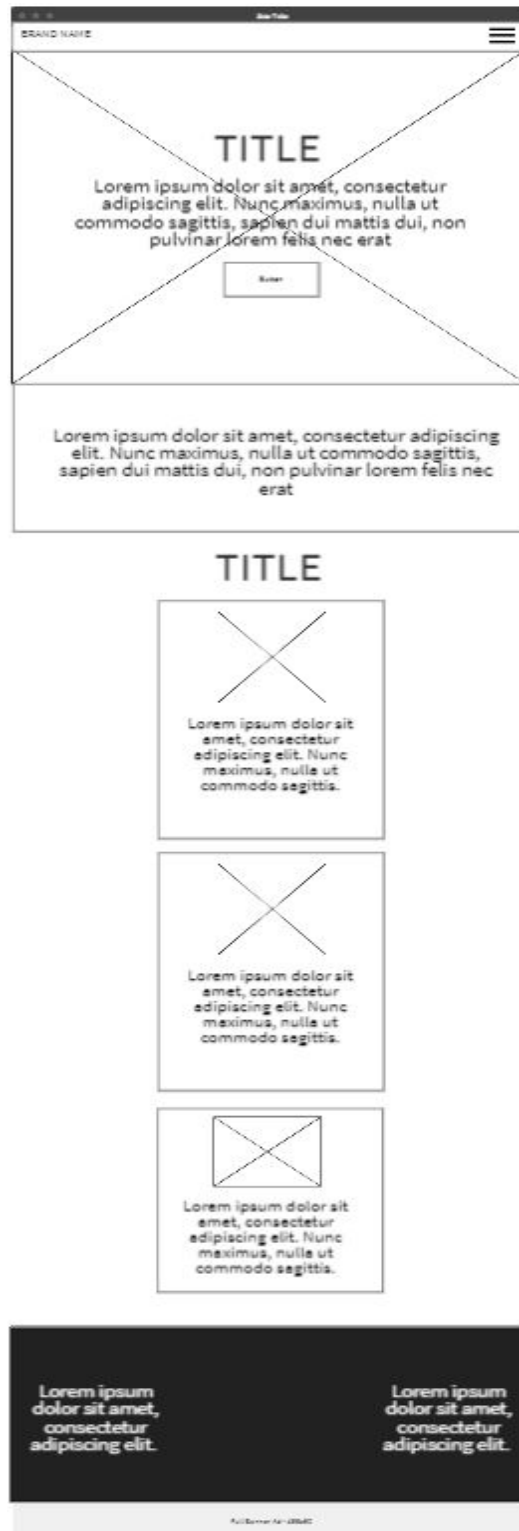 Site Title
BRAND NAME
TITLE
Lorem ipsum dolor sit amet, consectetur
adipiscing elit. Nunc maximus, nulla ut
commodo sagittis, sapien dui mattis dui, non
pulvinar lorem felis nec erat
Button
Lorem ipsum dolor sit amet, consectetur adipiscing
elit. Nunc maximus, nulla ut commodo sagittis,
sapien dui mattis dui, non pulvinar lorem felis nec
erat
TITLE
Lorem ipsum dolor sit
amet, consectetur
adipiscing elit. Nunc
maximus, nulla ut
commodo sagittis.
Lorem ipsum dolor sit
amet, consectetur
adipiscing elit. Nunc
maximus, nulla ut
commodo sagittis.
Lorem ipsum dolor sit
amet, consectetur
adipiscing elit. Nunc
maximus, nulla ut
commodo sagittis.
Lorem ipsum
dolor sit amet,
consectetur
adipiscing elit.
Lorem ipsum
dolor sit amet,
consectetur
adipiscing elit.